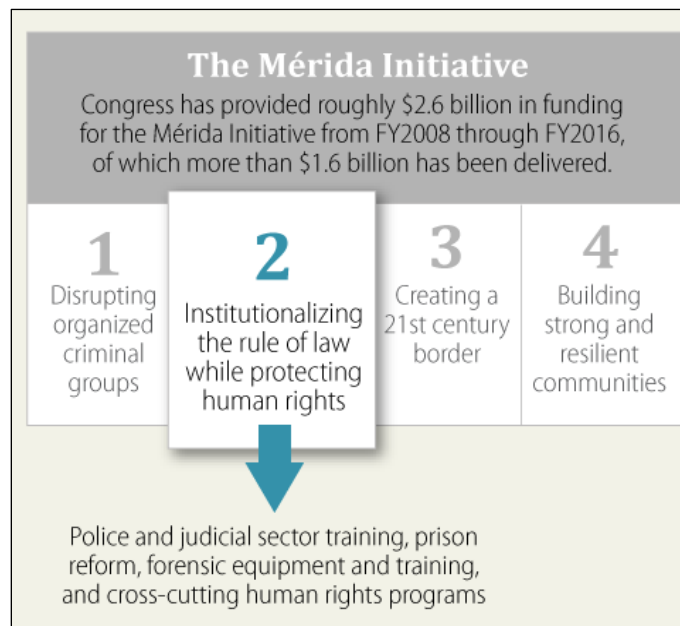 The Mérida Initiative
Congress has provided roughly $2.6 billion in funding
for the Mérida Initiative from FY2008 through FY2016,
of which more than $1.6 billion has been delivered.
1
Disrupting
organized
criminal
groups
2
Institutionalizing
the rule of law
while protecting
human rights
3
Creating a
21st century
border
4
Building
strong and
resilient
communities
Police and judicial sector training, prison
reform, forensic equipment and training,
and cross-cutting human rights programs